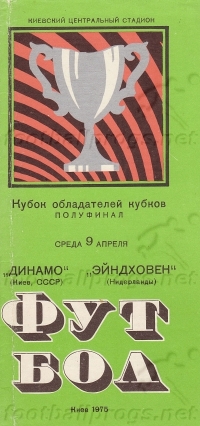 КИЕВСКИЙ ЦЕНТРАЛЬНЫЙ СТАДИОН
Кубок обладателей кубков
ПОЛУФИНАЛ
СРЕДА 9 АПРЕЛЯ
„ДИНАМО“ „ЭЙНДХОВЕН“
(Киев, СССР) (Нидерланды)
ФУТ
БОЛ
Киев 1975
footballprogs.net